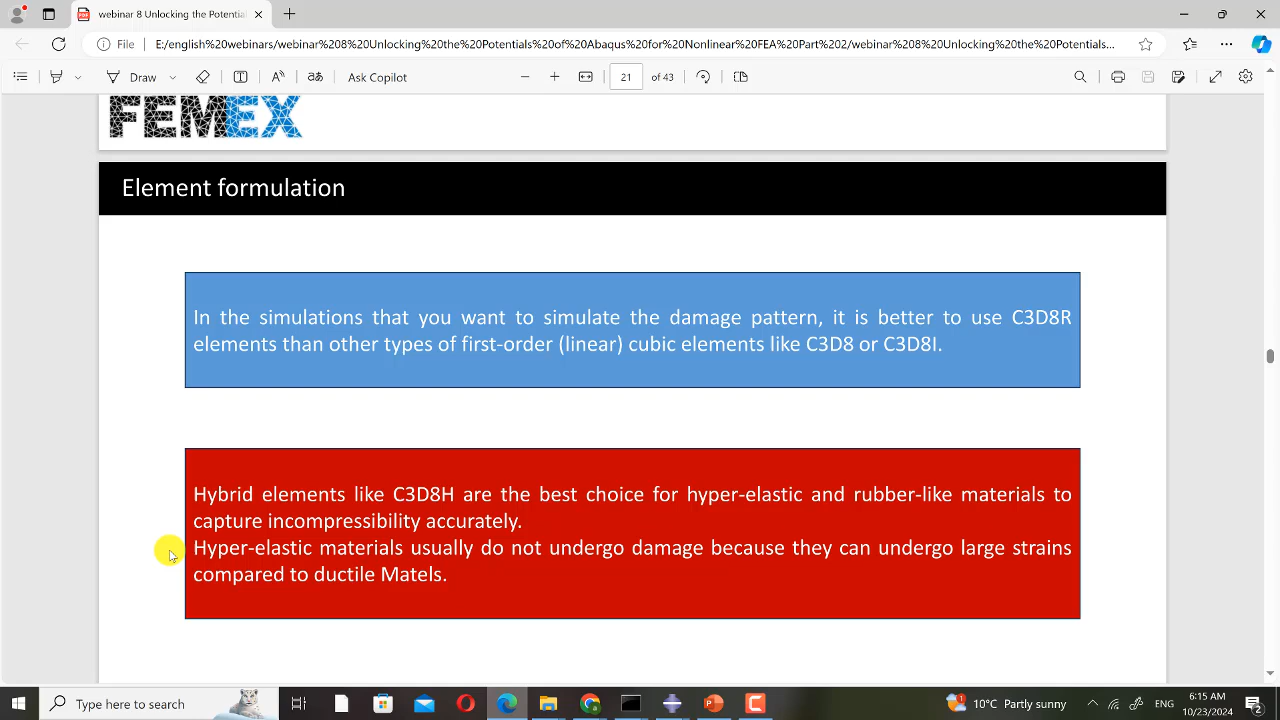 webinar 8 Unlocking the Potentia
File
E:/english%20webinars/webinar%208%20Unlocking%20the%20Potentials%20of%20Abaqus%20Nonlinear%20FEA%20Part%202/webinar%208%20Unlocking%20the%20Potentials...
Draw
Ask Copilot
21 of 43
FEMEX
Element formulation
In the simulations that you want to simulate the damage pattern, it is better to use C3D8R
elements than other types of first-order (linear) cubic elements like C3D8 or C3D8I.
Hybrid elements like C3D8H are the best choice for hyper-elastic and rubber-like materials to
capture incompressibility accurately.
Hyper-elastic materials usually do not undergo damage because they can undergo large strains
compared to ductile Matels.
Type here to search
10°C Partly sunny
ENG
6:15 AM
10/23/2024